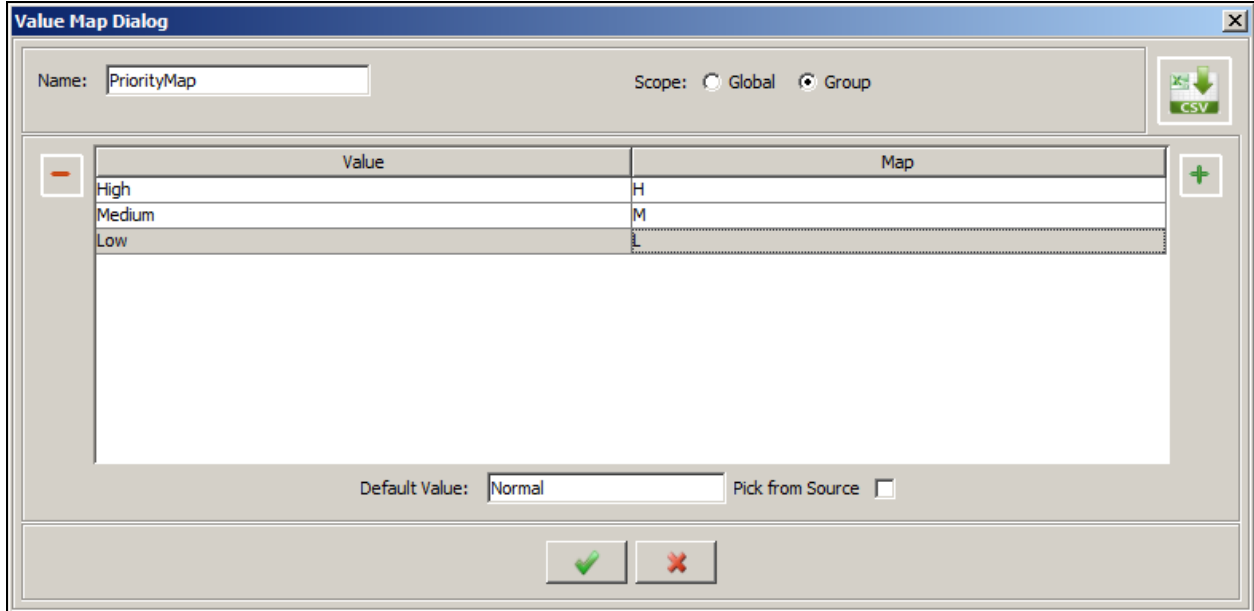 Value Map Dialog
Name: PriorityMap Scope: Global Group
CSV
Value Map
High H
Medium M
Low L
Default Value: Normal Pick from Source